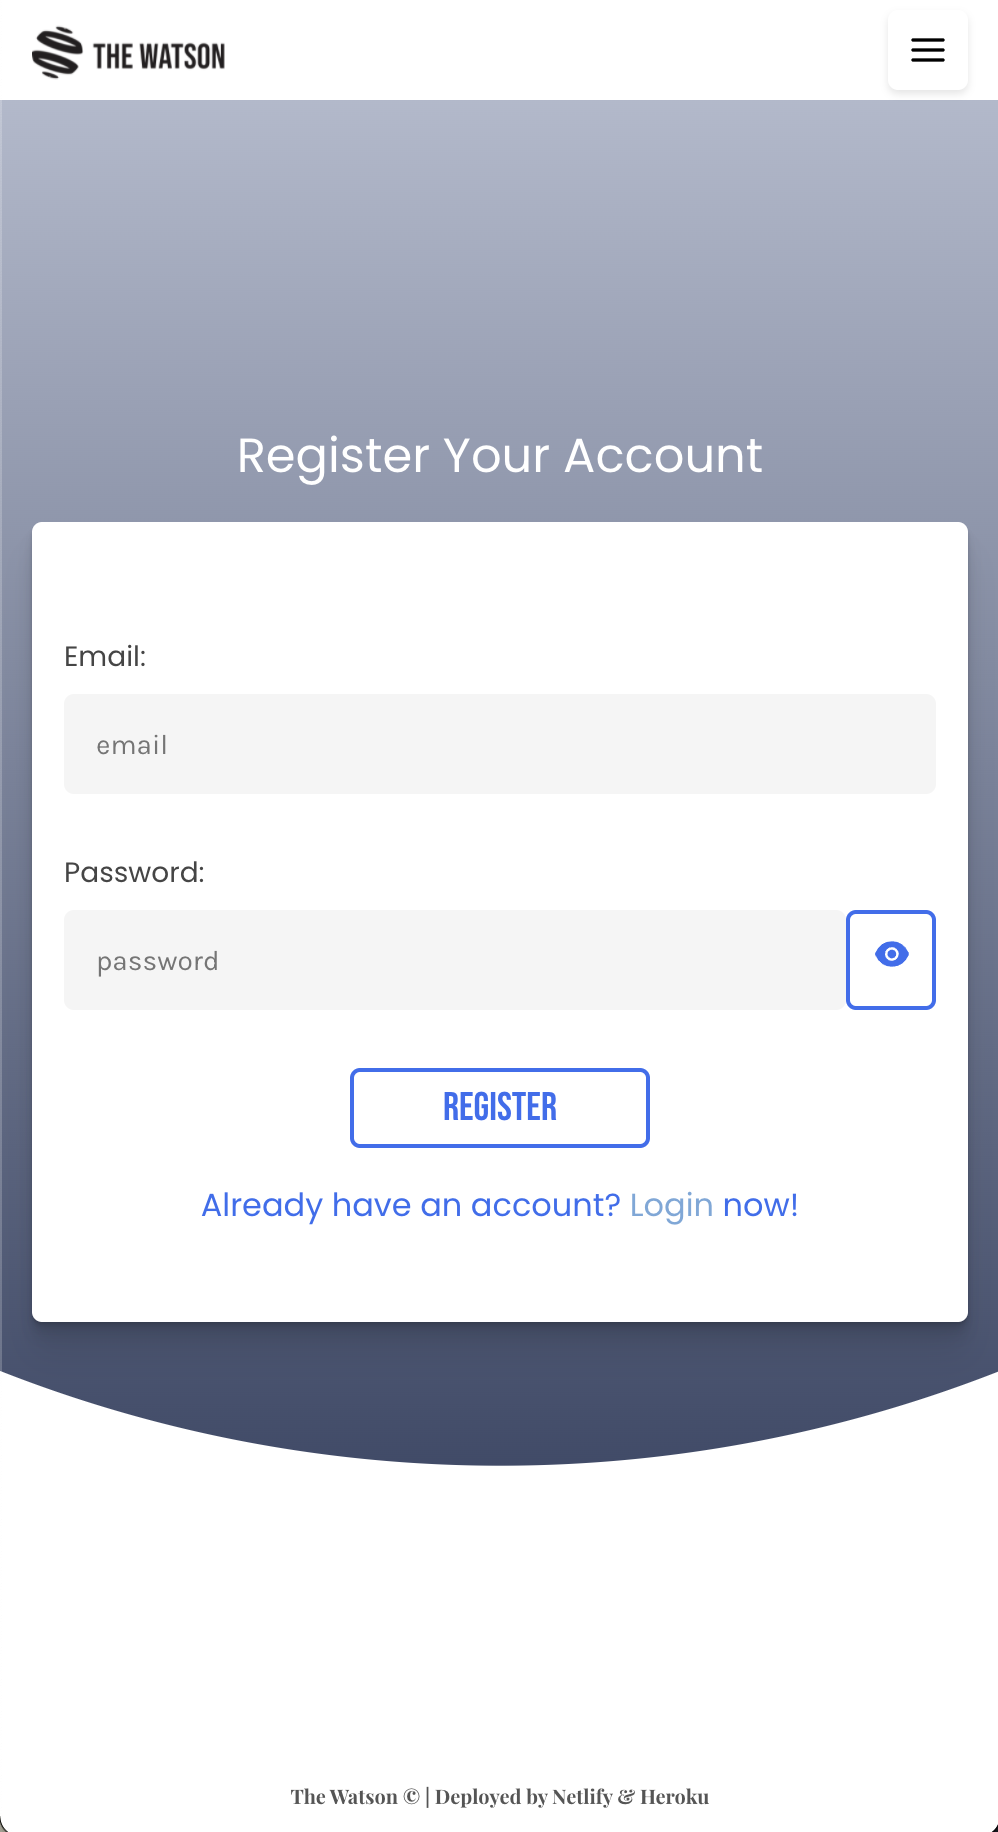 THE WATSON
Register Your Account
Email:
email
Password:
password
REGISTER
Already have an account? Login now!
The Watson © | Deployed by Netlify & Heroku